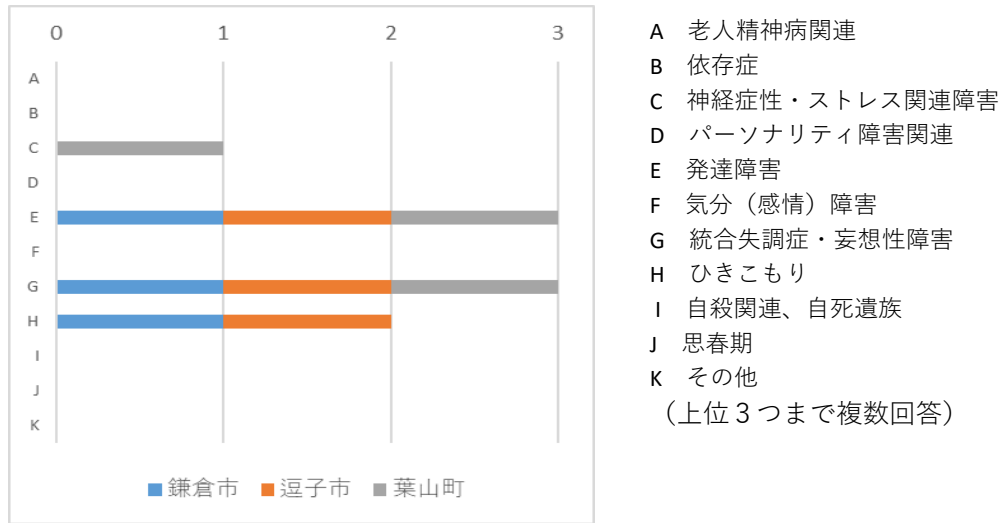 0 1 2 3
A
B
C
D
E
F
G
H
I
J
K
鎌倉市 逗子市 葉山町
A 老人精神病関連
B 依存症
C 神経症性・ストレス関連障害
D パーソナリティ障害関連
E 発達障害
F 気分（感情）障害
G 統合失調症・妄想性障害
H ひきこもり
I 自殺関連、自死遺族
J 思春期
K その他
（上位３つまで複数回答）